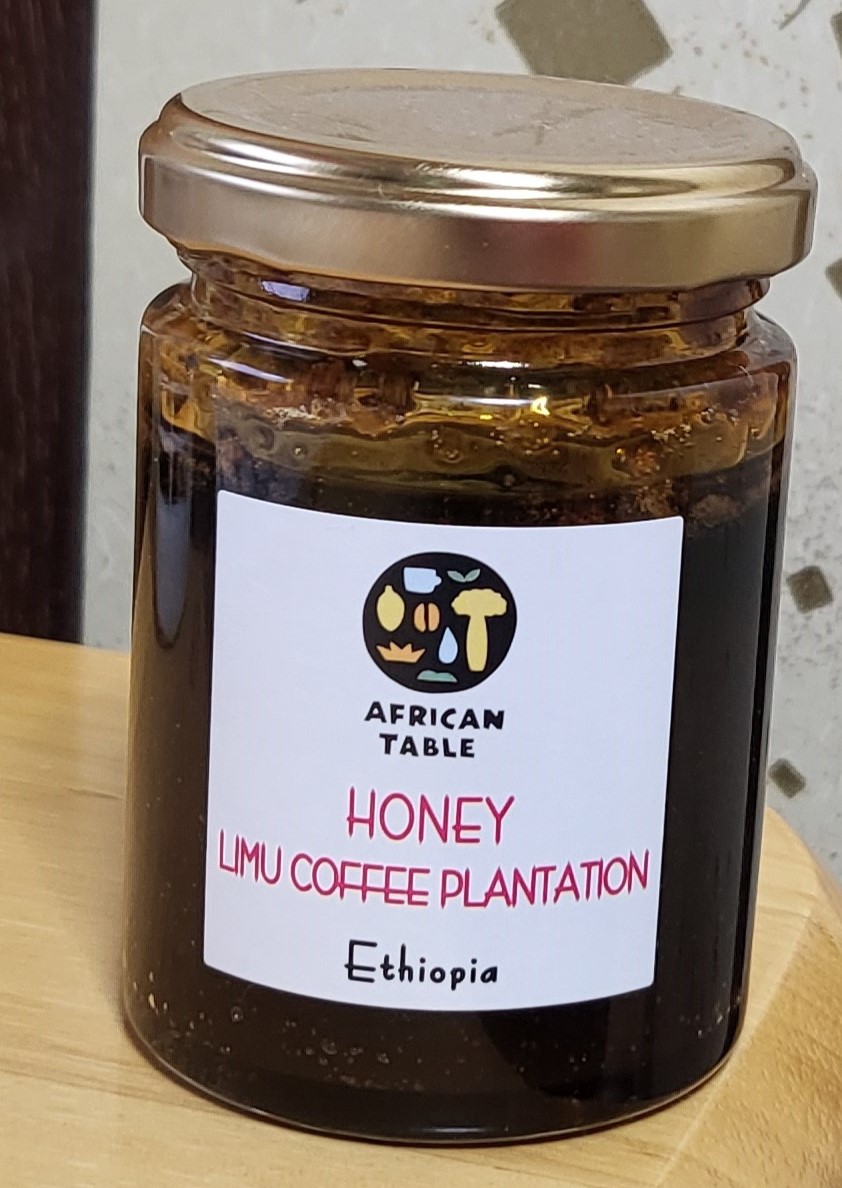 AFRICAN
TABLE
HONEY
LIMU COFFEE PLANTATION
Ethiopia